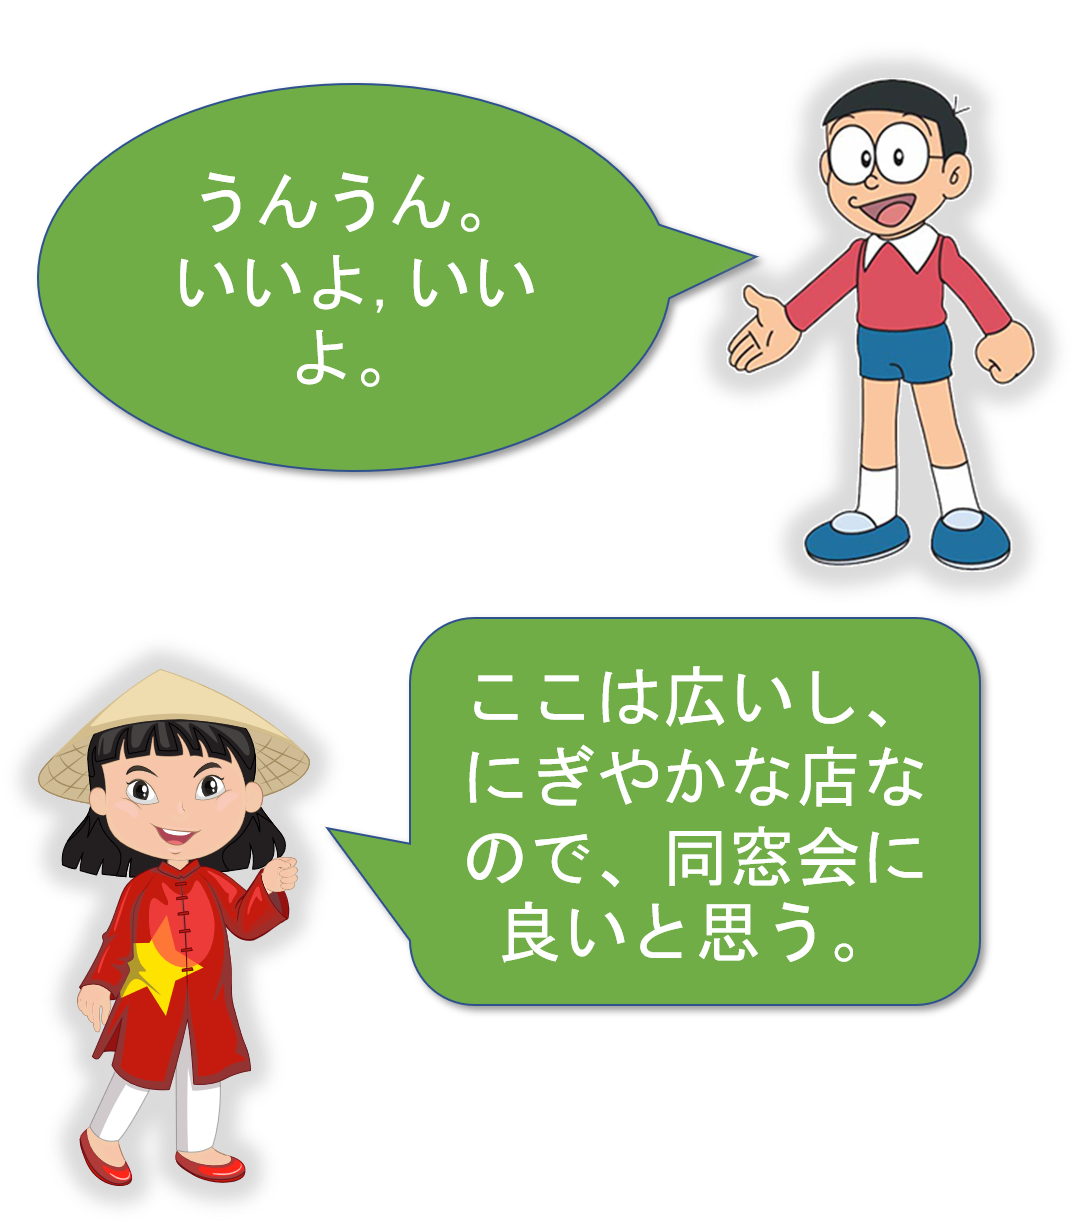 うんうん。
いいよ, いい
よ。
ここは広いし、
にぎやかな店な
ので、同窓会に
良いと思う。